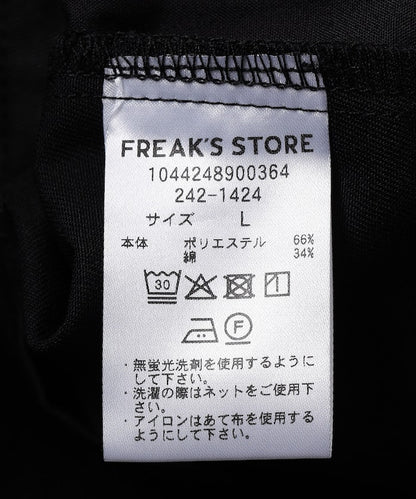 FREAK'S STORE
1044248900364
242-1424
サイズ L
本体 ポリエステル 66%
綿 34%
30
F
・無蛍光洗剤を使用するように
して下さい。
・洗濯の際はネットをご使用下
さい。
・アイロンはあて布を使用する
ようにして下さい。